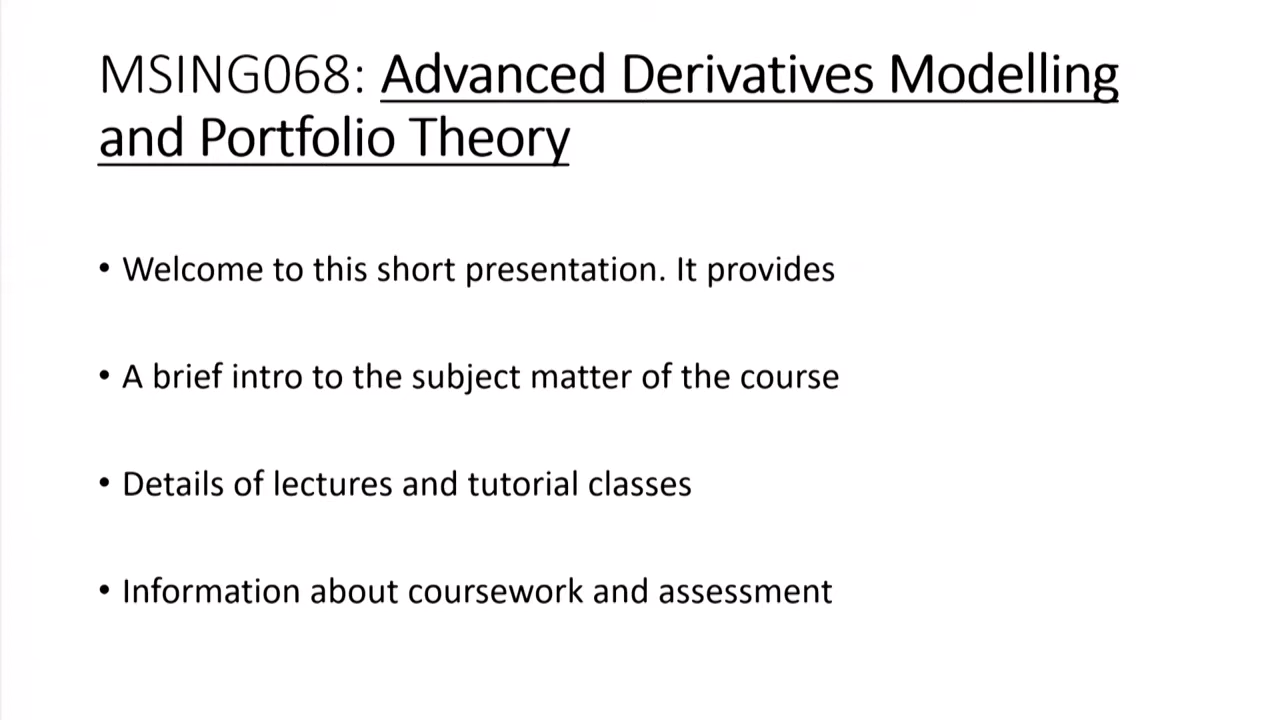 MSING068: Advanced Derivatives Modelling
and Portfolio Theory
• Welcome to this short presentation. It provides
• A brief intro to the subject matter of the course
• Details of lectures and tutorial classes
• Information about coursework and assessment